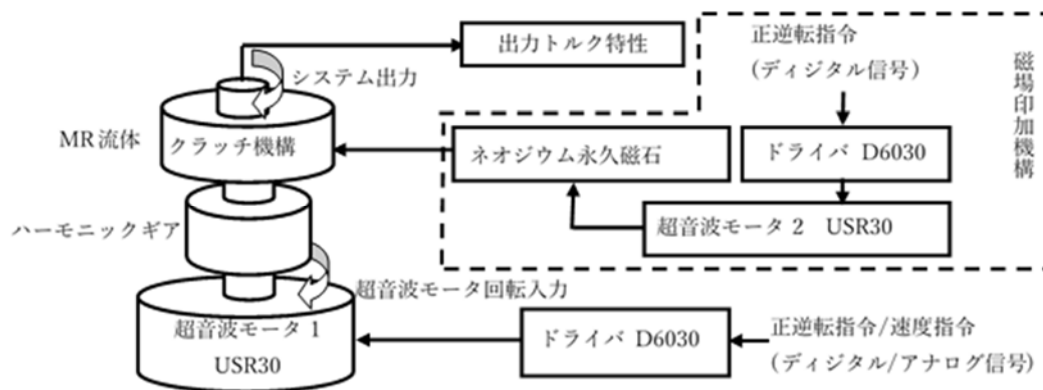 出力トルク特性
正逆転指令
(ディジタル信号)
磁場印加機構
システム出力
MR流体
クラッチ機構
ネオジウム永久磁石
ドライバ D6030
超音波モータ2 USR30
ハーモニックギア
超音波モータ回転入力
超音波モータ1
USR30
ドライバ D6030
正逆転指令/速度指令
(ディジタル/アナログ信号)